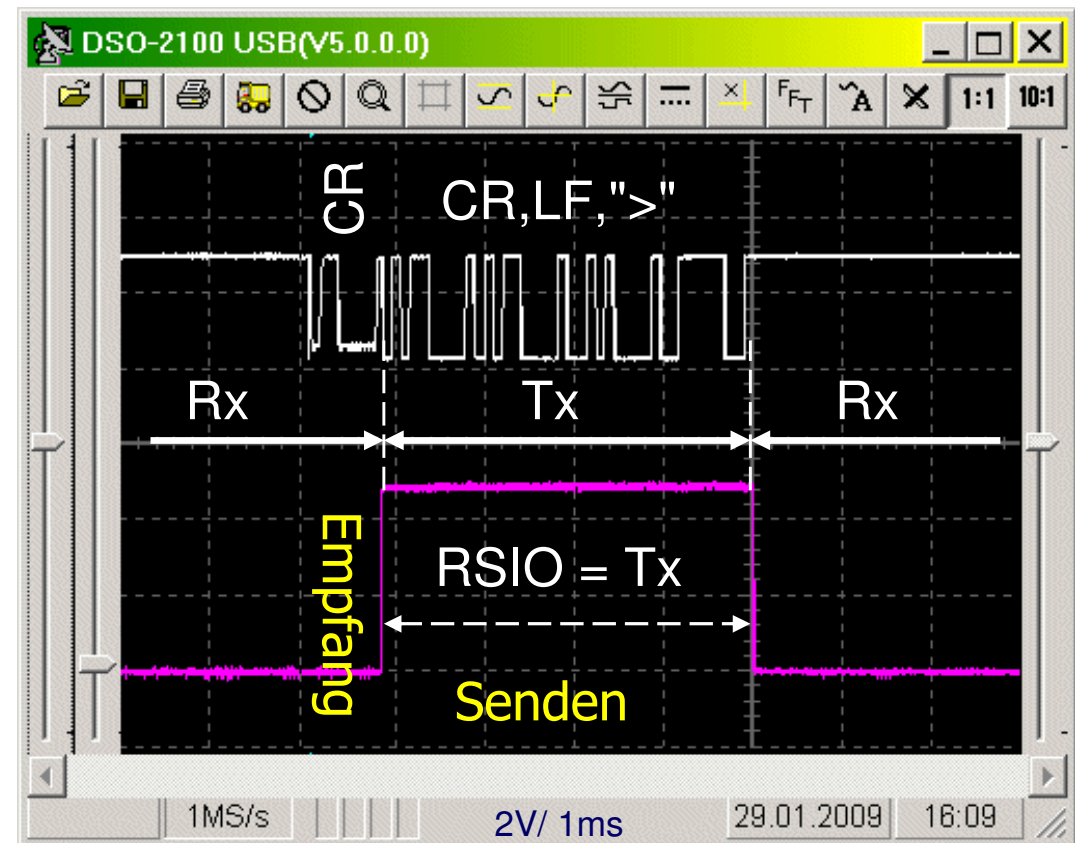 DSO-2100 USB(V5.0.0.0)
FFT A 1:1 10:1
CR
CR,LF,">"
Rx Tx Rx
Empfang
RSIO = Tx
Senden
1MS/s 2V/ 1ms 29.01.2009 16:09